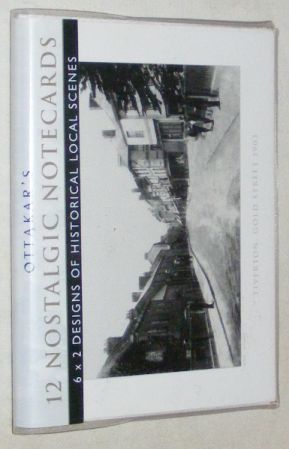 OTTAKAR'S
12 NOSTALGIC NOTECARDS
6 x 2 DESIGNS OF HISTORICAL LOCAL SCENES
TIVERTON, GOLD STREET 1903